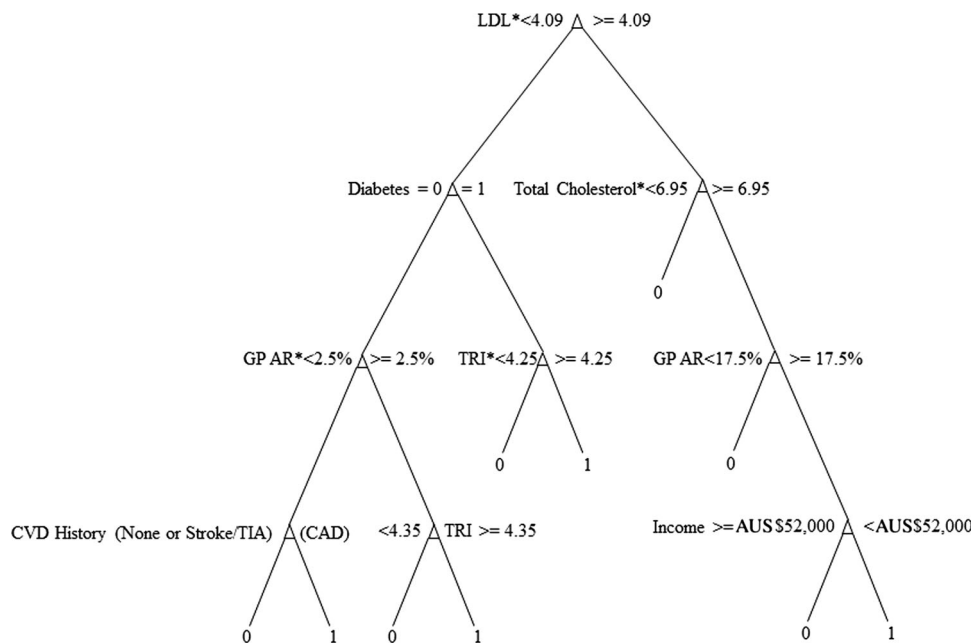 LDL*<4.09 >= 4.09
Diabetes = 0 = 1 Total Cholesterol*<6.95 >= 6.95
0
GP AR*<2.5% >= 2.5% TRI*<4.25 >= 4.25 GP AR<17.5% >= 17.5%
0 1 0
CVD History (None or Stroke/TIA) (CAD) <4.35 TRI >= 4.35 Income >=AUS$52,000 <AUS$52,000
0 1 0 1 0 1